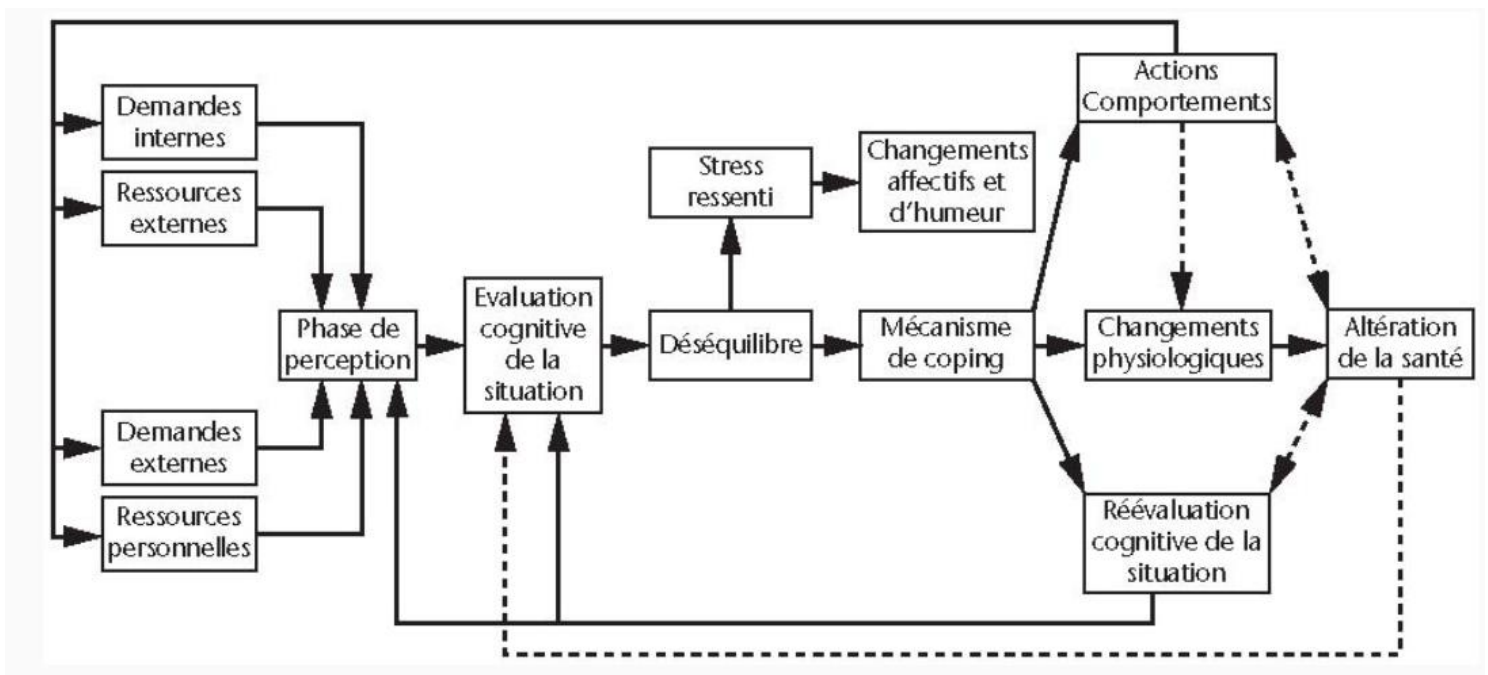 Demandes
internes
Ressources
externes
Phase de
perception
Demandes
externes
Ressources
personnelles
Evaluation
cognitive
de la
situation
Stress
ressenti
Changements
affectifs et
d'humeur
Déséquilibre
Mécanisme
de coping
Actions
Comportements
Changements
physiologiques
Altération
de la santé
Réévaluation
cognitive de la
situation